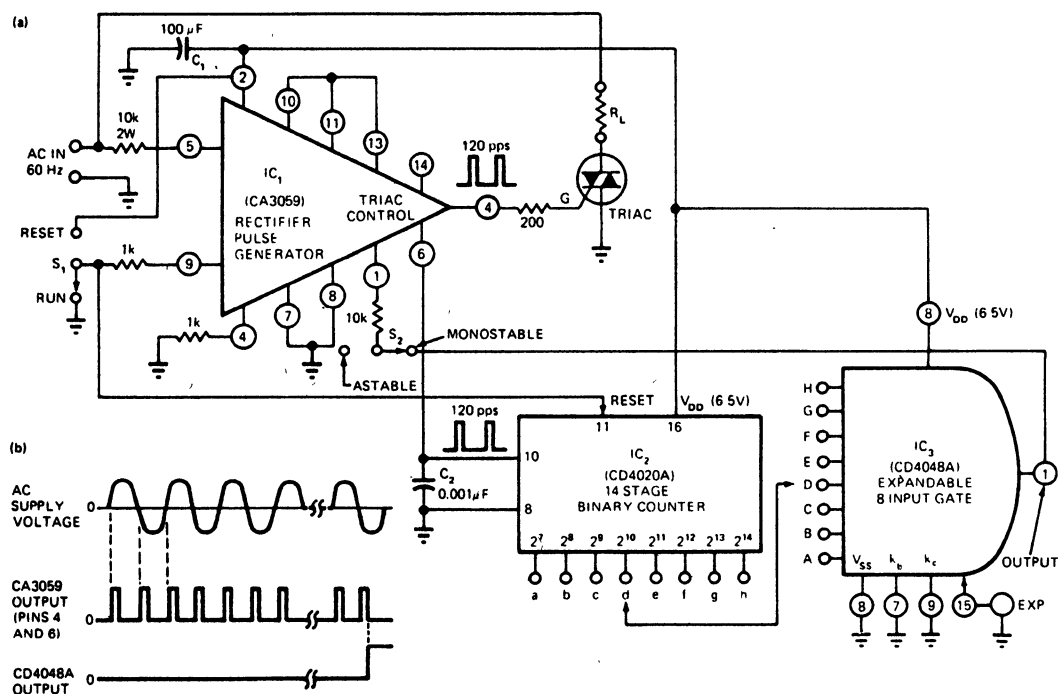 (a)
100 µF
C1
2
10
11
13
14
AC IN
60 Hz
10k
2W
5
IC1
(CA3059)
RECTIFIER
PULSE
GENERATOR
TRIAC
CONTROL
120 pps
4
200
G
RL
TRIAC
RESET
S1
RUN
1k
9
1k
4
7
8
1
6
10k
S2
MONOSTABLE
ASTABLE
8
VDD (6 5V)
120 pps
RESET
11
VDD (6 5V)
16
10
8
C2
0.001µF
IC2
(CD4020A)
14 STAGE
BINARY COUNTER
2^7 2^8 2^9 2^10 2^11 2^12 2^13 2^14
a b c d e f g h
H
G
F
E
D
C
B
A
IC3
(CD4048A)
EXPANDABLE
8 INPUT GATE
1
OUTPUT
VSS kb kc
8 7 9 15 EXP
(b)
AC
SUPPLY
VOLTAGE
0
CA3059
OUTPUT
(PINS 4
AND 6)
0
CD4048A
OUTPUT
0